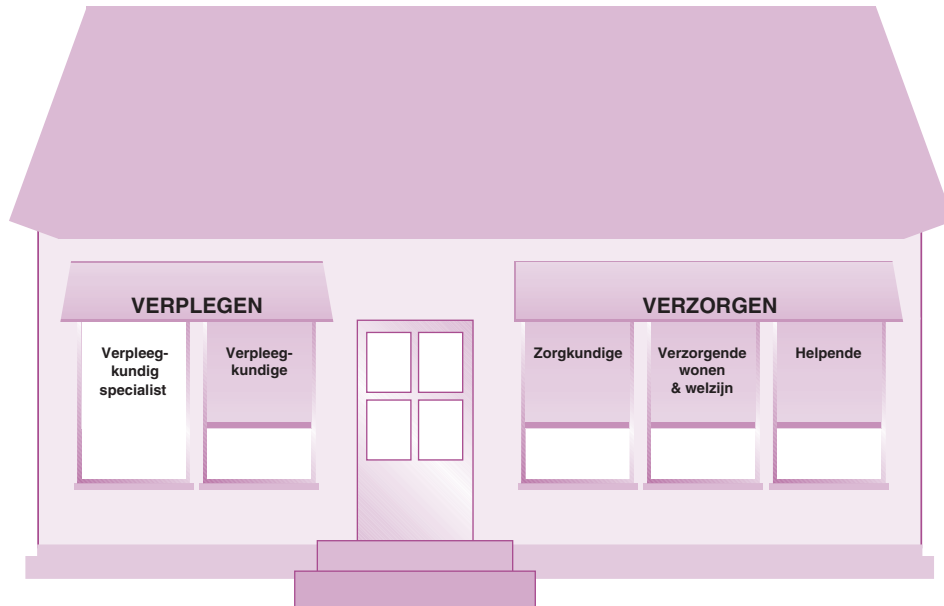 VERPLEGEN
Verpleeg-
kundig
specialist
Verpleeg-
kundige
VERZORGEN
Zorgkundige
Verzorgende
wonen
& welzijn
Helpende